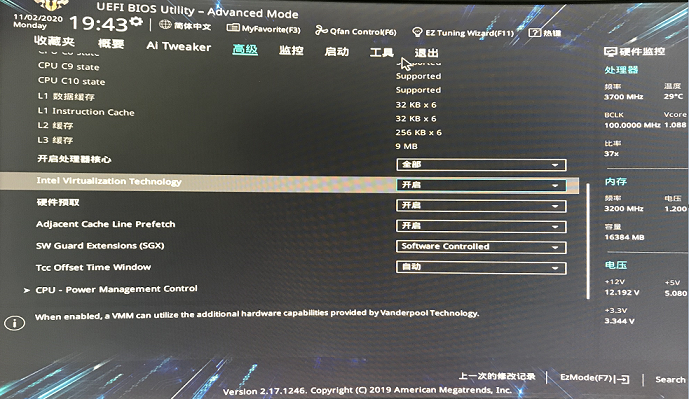 UEFI BIOS Utility – Advanced Mode
11/02/2020
Monday
19:43
简体中文
MyFavorite(F3)
Qfan Control(F6)
EZ Tuning Wizard(F11)
热键
收藏夹 概要 Ai Tweaker 高级 监控 启动 工具 退出
CPU C9 state
Supported
CPU C10 state
Supported
L1 数据缓存
32 KB x 6
L1 Instruction Cache
32 KB x 6
L2 缓存
256 KB x 6
L3 缓存
9 MB
开启处理器核心
全部
Intel Virtualization Technology
开启
硬件预取
开启
Adjacent Cache Line Prefetch
开启
SW Guard Extensions (SGX)
Software Controlled
Tcc Offset Time Window
自动
CPU - Power Management Control
When enabled, a VMM can utilize the additional hardware capabilities provided by Vanderpool Technology.
硬件监控
处理器
频率 温度
3700 MHz 29°C
BCLK Vcore
100.0000 MHz 1.088
比率
37x
内存
频率 电压
3200 MHz 1.200
容量
16384 MB
电压
+12V +5V
12.192 V 5.080
+3.3V
3.344 V
上一次的修改记录
EzMode(F7)
Search
Version 2.17.1246. Copyright (C) 2019 American Megatrends, Inc.